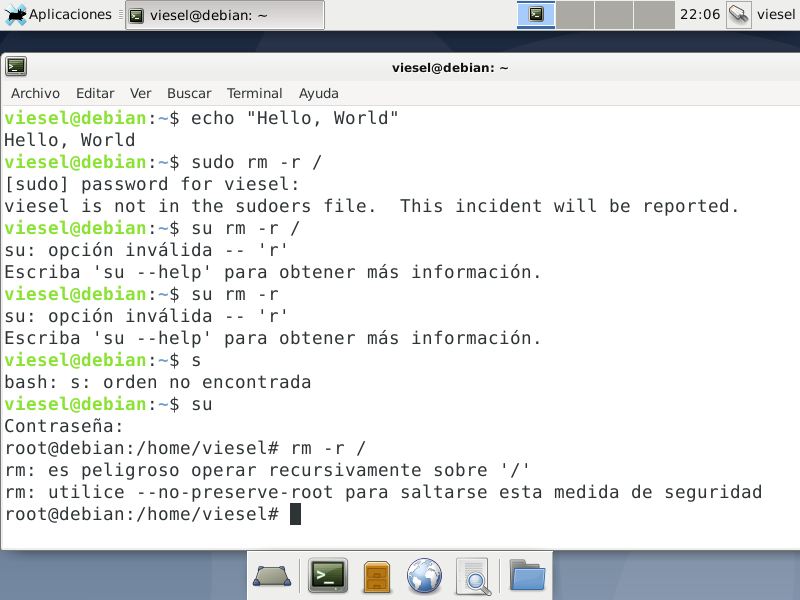 Aplicaciones viesel@debian: ~ 22:06 viesel
viesel@debian: ~
Archivo Editar Ver Buscar Terminal Ayuda
viesel@debian:~$ echo "Hello, World"
Hello, World
viesel@debian:~$ sudo rm -r /
[sudo] password for viesel:
viesel is not in the sudoers file.  This incident will be reported.
viesel@debian:~$ su rm -r /
su: opción inválida -- 'r'
Escriba 'su --help' para obtener más información.
viesel@debian:~$ su rm -r
su: opción inválida -- 'r'
Escriba 'su --help' para obtener más información.
viesel@debian:~$ s
bash: s: orden no encontrada
viesel@debian:~$ su
Contraseña:
root@debian:/home/viesel# rm -r /
rm: es peligroso operar recursivamente sobre '/'
rm: utilice --no-preserve-root para saltarse esta medida de seguridad
root@debian:/home/viesel#